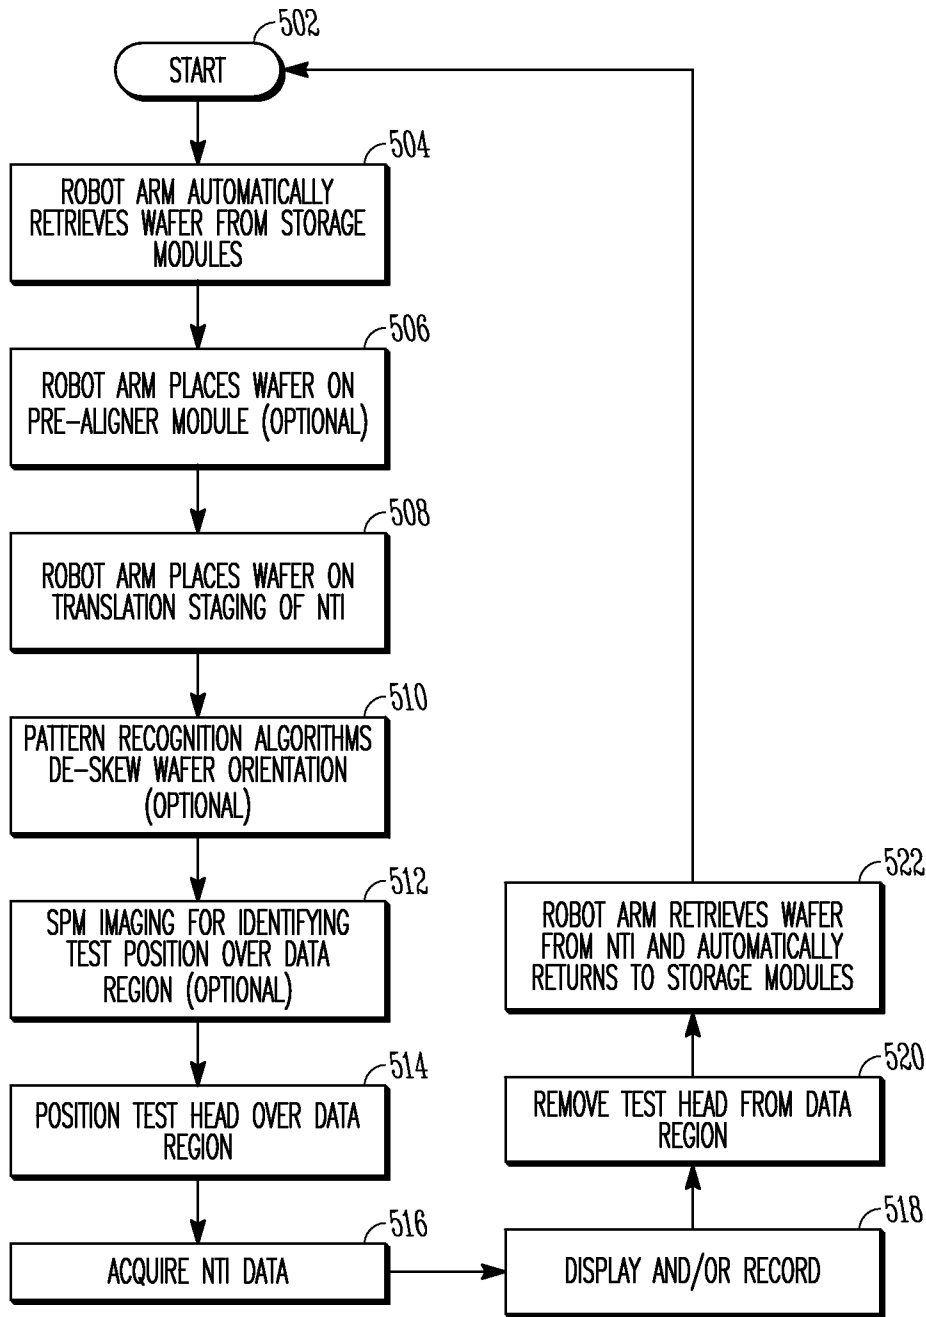 502
START
504
ROBOT ARM AUTOMATICALLY
RETRIEVES WAFER FROM STORAGE
MODULES
506
ROBOT ARM PLACES WAFER ON
PRE-ALIGNER MODULE (OPTIONAL)
508
ROBOT ARM PLACES WAFER ON
TRANSLATION STAGING OF NTI
510
PATTERN RECOGNITION ALGORITHMS
DE-SKEW WAFER ORIENTATION
(OPTIONAL)
512
SPM IMAGING FOR IDENTIFYING
TEST POSITION OVER DATA
REGION (OPTIONAL)
514
POSITION TEST HEAD OVER DATA
REGION
516
ACQUIRE NTI DATA
518
DISPLAY AND/OR RECORD
520
REMOVE TEST HEAD FROM DATA
REGION
522
ROBOT ARM RETRIEVES WAFER
FROM NTI AND AUTOMATICALLY
RETURNS TO STORAGE MODULES